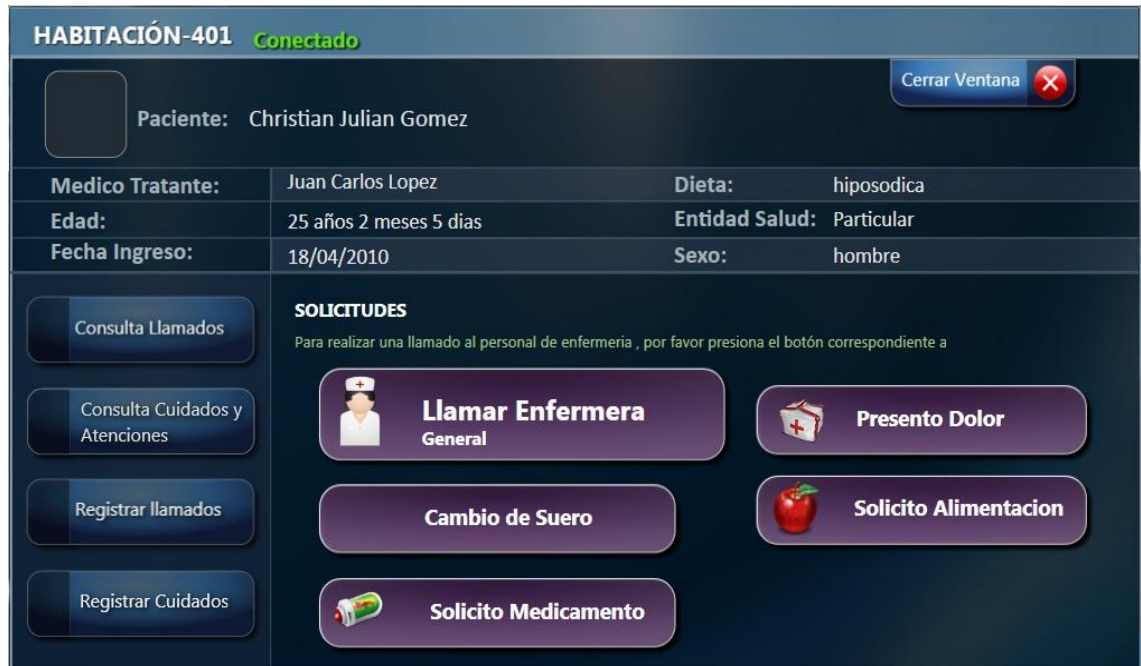 HABITACIÓN-401 Conectado
Cerrar Ventana
Paciente: Christian Julian Gomez
Medico Tratante: Juan Carlos Lopez Dieta: hiposodica
Edad: 25 años 2 meses 5 dias Entidad Salud: Particular
Fecha Ingreso: 18/04/2010 Sexo: hombre
Consulta Llamados
Consulta Cuidados y
Atenciones
Registrar llamados
Registrar Cuidados
SOLICITUDES
Para realizar una llamado al personal de enfermeria , por favor presiona el botón correspondiente a
Llamar Enfermera
General
Presento Dolor
Cambio de Suero
Solicito Alimentacion
Solicito Medicamento